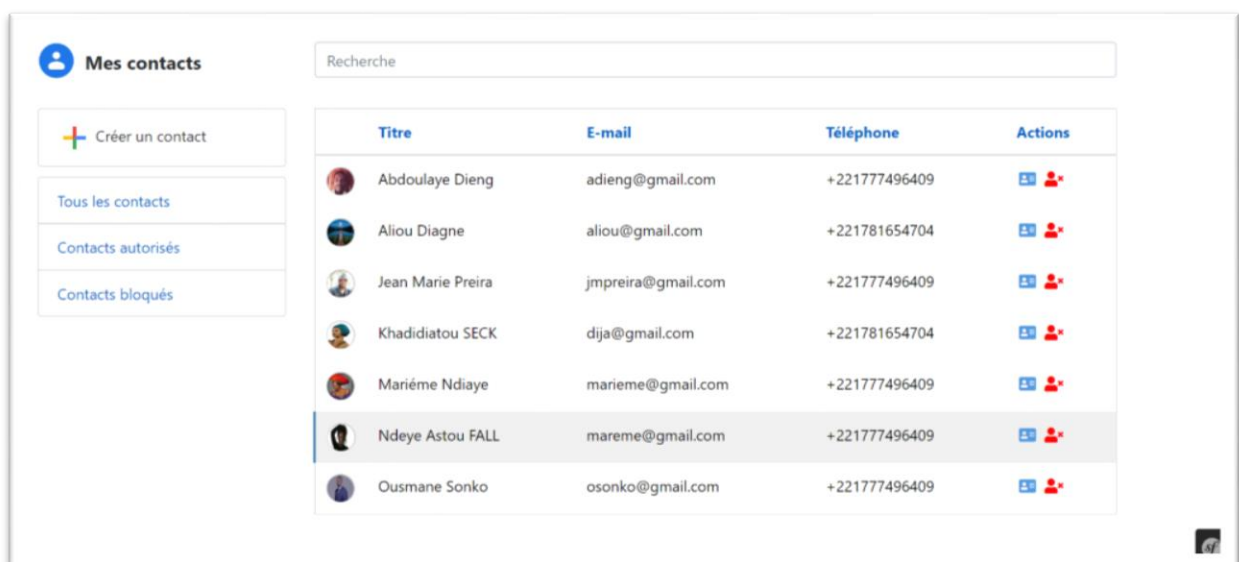 Mes contacts
Recherche
Créer un contact
Tous les contacts
Contacts autorisés
Contacts bloqués
Titre E-mail Téléphone Actions
Abdoulaye Dieng adieng@gmail.com +221777496409
Aliou Diagne aliou@gmail.com +221781654704
Jean Marie Preira jmpreira@gmail.com +221777496409
Khadidiatou SECK dija@gmail.com +221781654704
Mariéme Ndiaye marieme@gmail.com +221777496409
Ndeye Astou FALL mareme@gmail.com +221777496409
Ousmane Sonko osonko@gmail.com +221777496409
sf